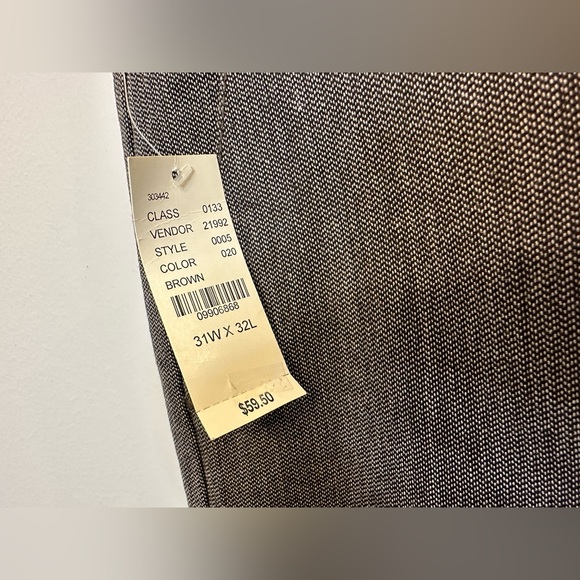 303442
CLASS 0133
VENDOR 21992
STYLE 0005
COLOR 020
BROWN
09906868
31W X 32L
$59.50